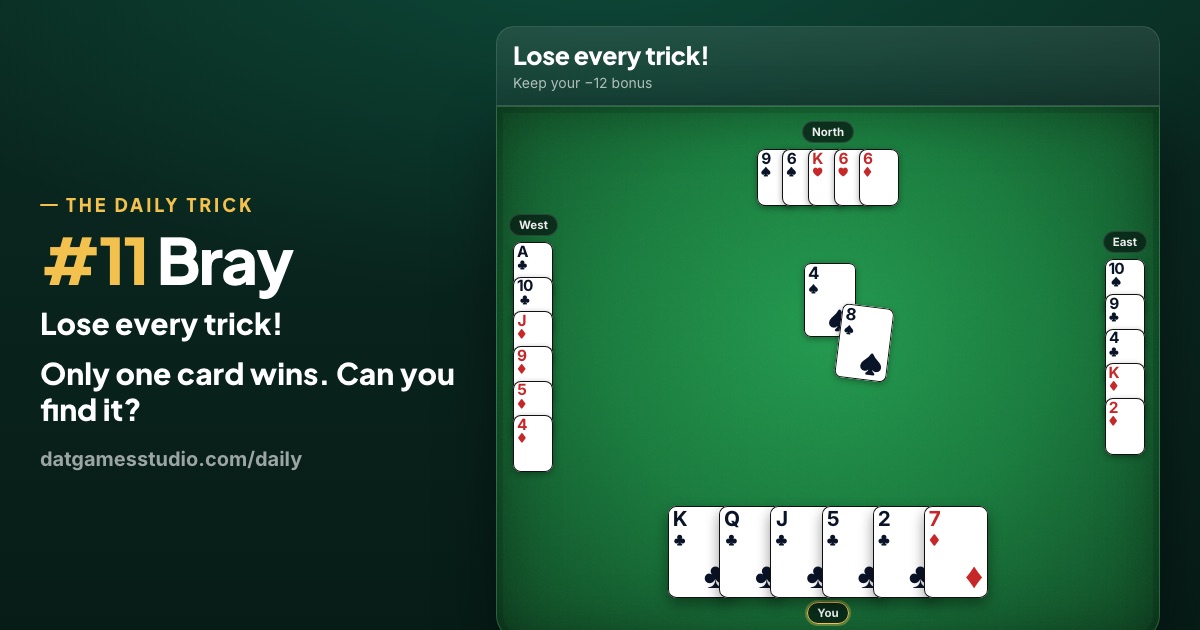 — THE DAILY TRICK
#11 Bray
Lose every trick!
Only one card wins. Can you
find it?
datgamesstudio.com/daily
Lose every trick!
Keep your −12 bonus
North
9♠ 6♠ K♥ 6♥ 6♦
West
A♣
10♣
J♦
9♦
5♦
4♦
4♠
8♠
East
10♠
9♣
4♣
K♦
2♦
K♣ Q♣ J♣ 5♣ 2♣ 7♦
You